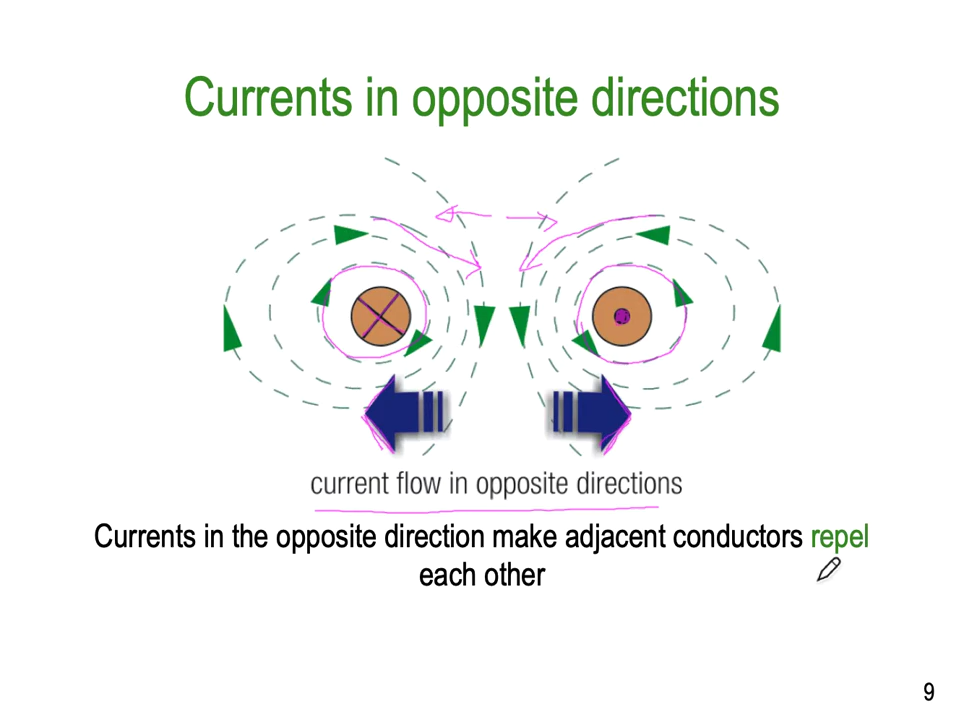 Currents in opposite directions
current flow in opposite directions
Currents in the opposite direction make adjacent conductors repel
each other
9